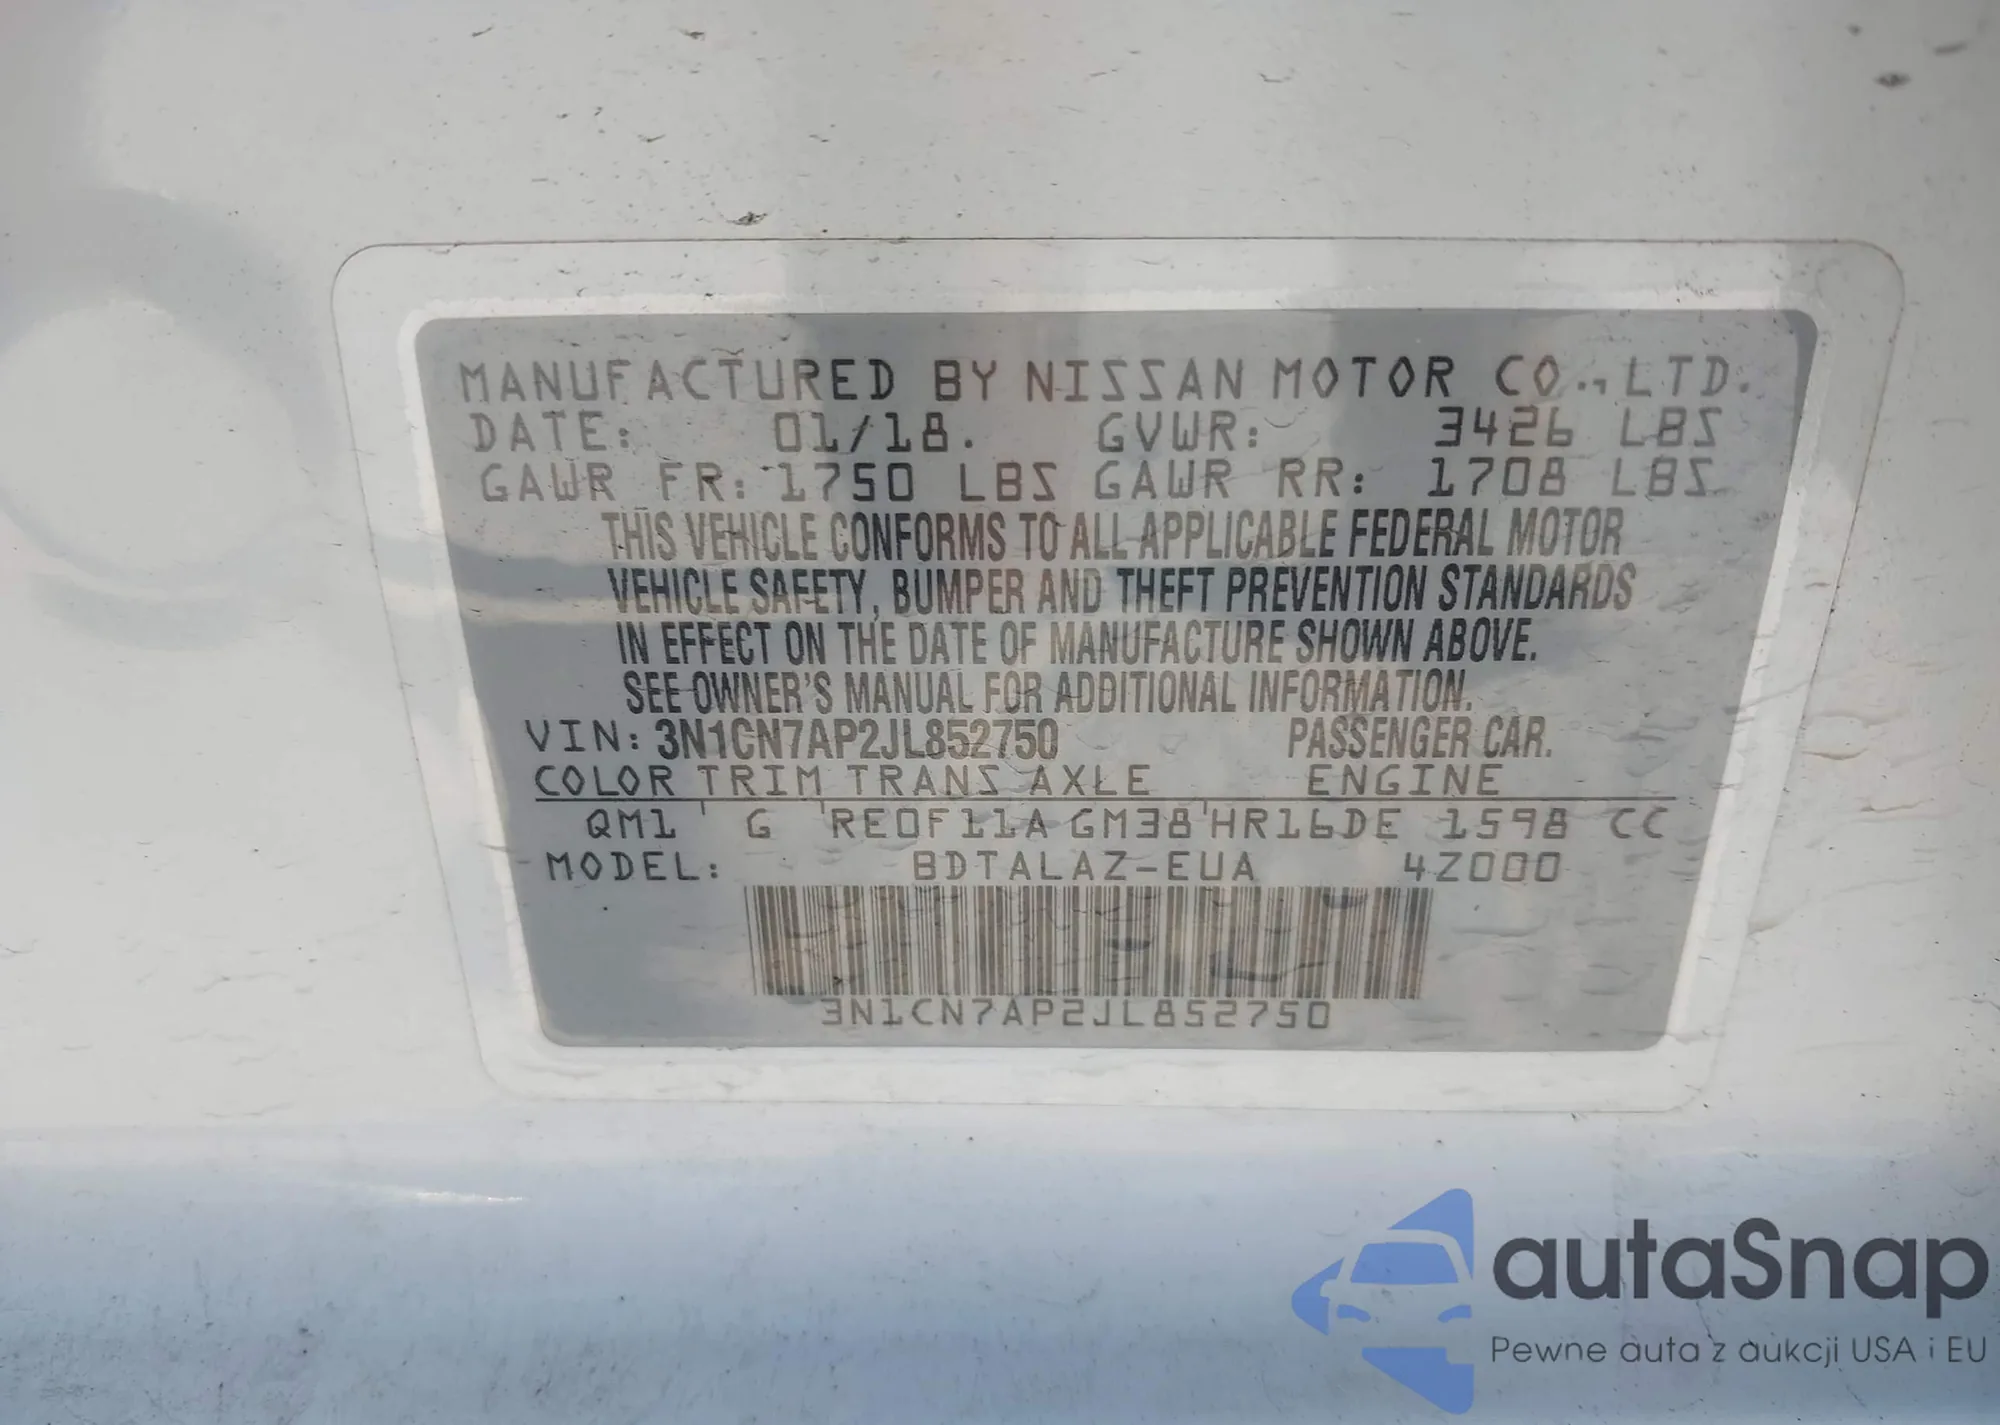 MANUFACTURED BY NISSAN MOTOR CO., LTD.
DATE: 01/18. GVWR: 3426 LBS
GAWR FR: 1750 LBS GAWR RR: 1708 LBS
THIS VEHICLE CONFORMS TO ALL APPLICABLE FEDERAL MOTOR
VEHICLE SAFETY, BUMPER AND THEFT PREVENTION STANDARDS
IN EFFECT ON THE DATE OF MANUFACTURE SHOWN ABOVE.
SEE OWNER'S MANUAL FOR ADDITIONAL INFORMATION.
VIN: 3N1CN7AP2JL852750 PASSENGER CAR.
COLOR TRIM TRANS AXLE ENGINE
QM1 G RE0F11A GM38 HR16DE 1598 CC
MODEL: BDTALAZ-EUA 4Z000
3N1CN7AP2JL852750
autaSnap
Pewne auta z aukcji USA i EU